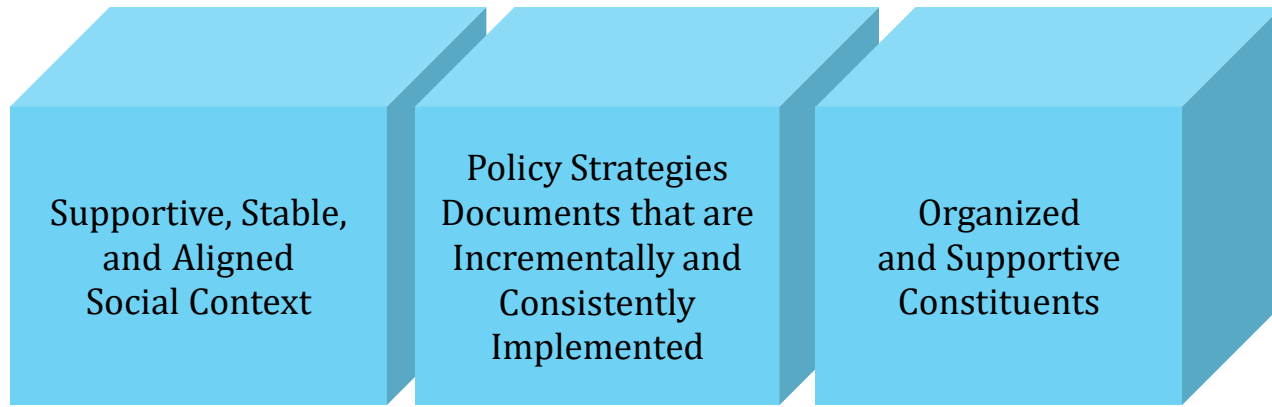 Supportive, Stable,
and Aligned
Social Context
Policy Strategies
Documents that are
Incrementally and
Consistently
Implemented
Organized
and Supportive
Constituents